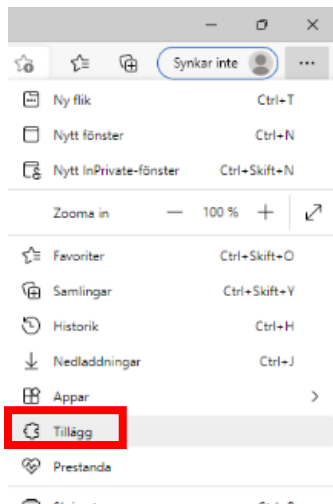 Synkar inte
Ny flik Ctrl+T
Nytt fönster Ctrl+N
Nytt InPrivate-fönster Ctrl+Skift+N
Zooma in 100 %
Favoriter Ctrl+Skift+O
Samlingar Ctrl+Skift+Y
Historik Ctrl+H
Nedladdningar Ctrl+J
Appar
Tillägg
Prestanda